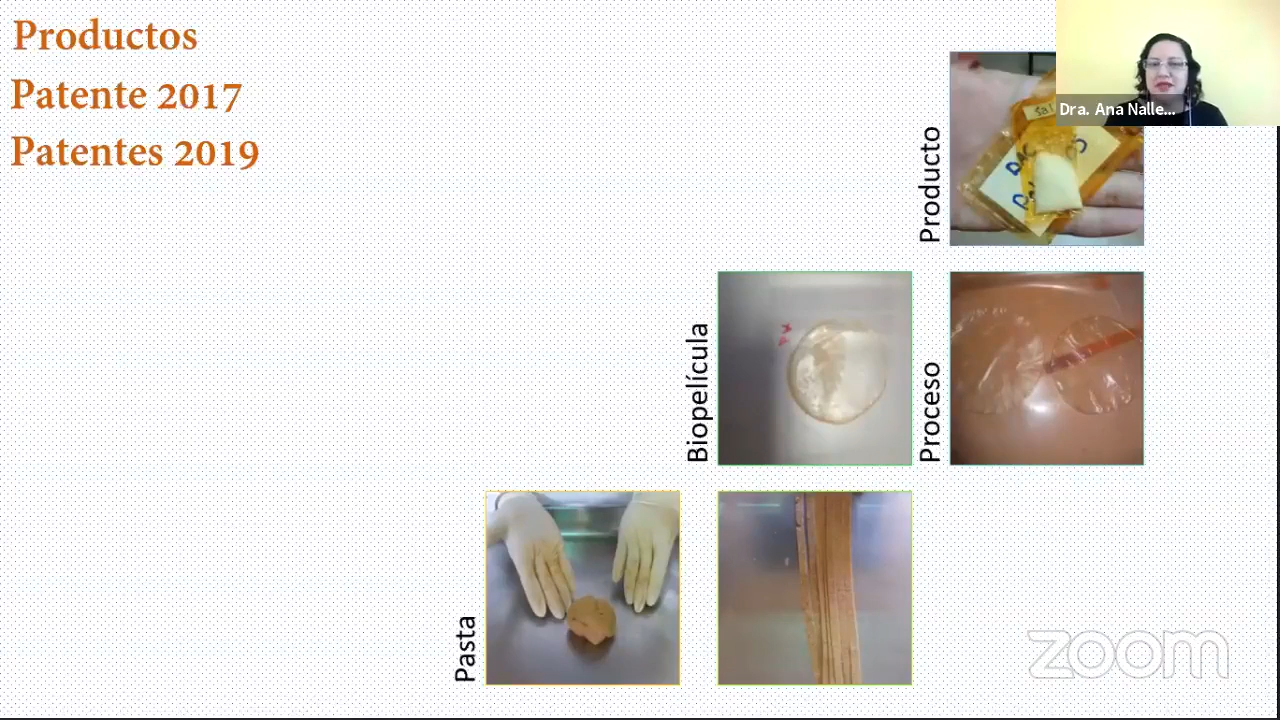 Productos
Patente 2017
Patentes 2019
Dra. Ana Nalle...
Producto
Biopelícula
Proceso
Pasta
zoom